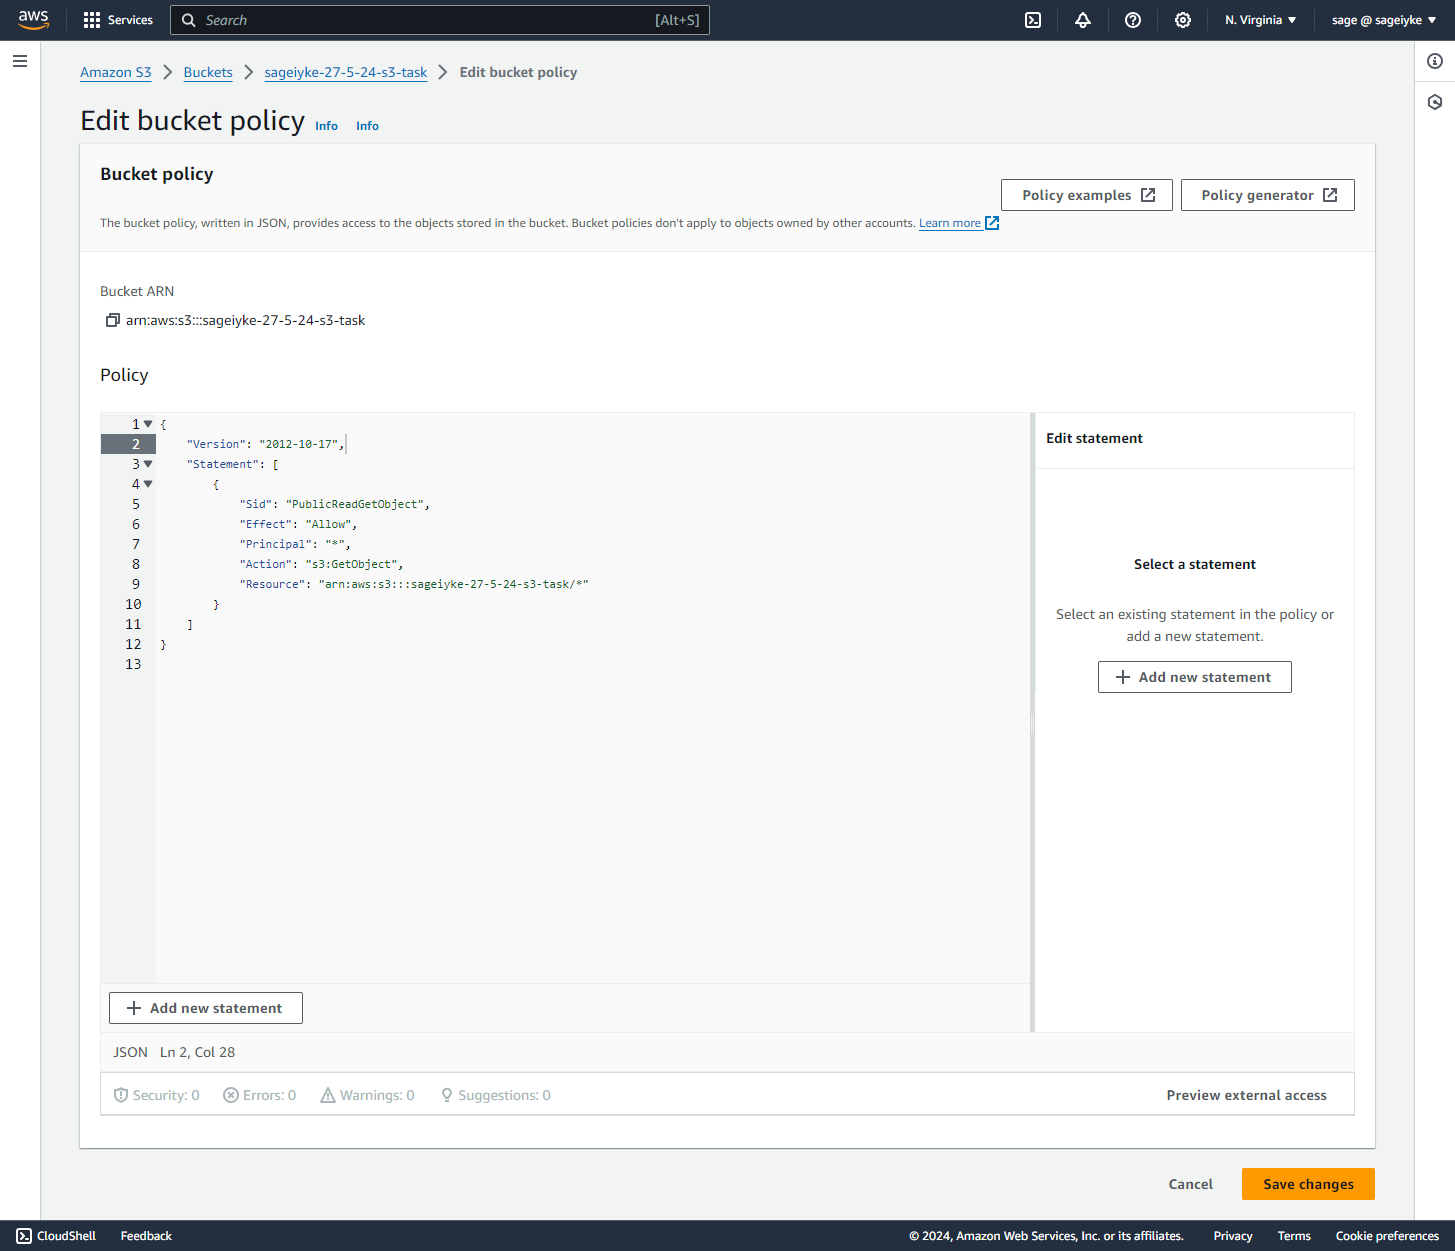 aws Services Search [Alt+S] N. Virginia ▼ sage @ sageiyke ▼
Amazon S3 > Buckets > sageiyke-27-5-24-s3-task > Edit bucket policy
Edit bucket policy Info Info
Bucket policy
Policy examples
Policy generator
The bucket policy, written in JSON, provides access to the objects stored in the bucket. Bucket policies don't apply to objects owned by other accounts. Learn more
Bucket ARN
arn:aws:s3:::sageiyke-27-5-24-s3-task
Policy
1 {
2 "Version": "2012-10-17",
3 "Statement": [
4 {
5 "Sid": "PublicReadGetObject",
6 "Effect": "Allow",
7 "Principal": "*",
8 "Action": "s3:GetObject",
9 "Resource": "arn:aws:s3:::sageiyke-27-5-24-s3-task/*"
10 }
11 ]
12 }
13
+ Add new statement
Edit statement
Select a statement
Select an existing statement in the policy or
add a new statement.
+ Add new statement
JSON Ln 2, Col 28
Security: 0 Errors: 0 Warnings: 0 Suggestions: 0 Preview external access
Cancel Save changes
CloudShell Feedback © 2024, Amazon Web Services, Inc. or its affiliates. Privacy Terms Cookie preferences